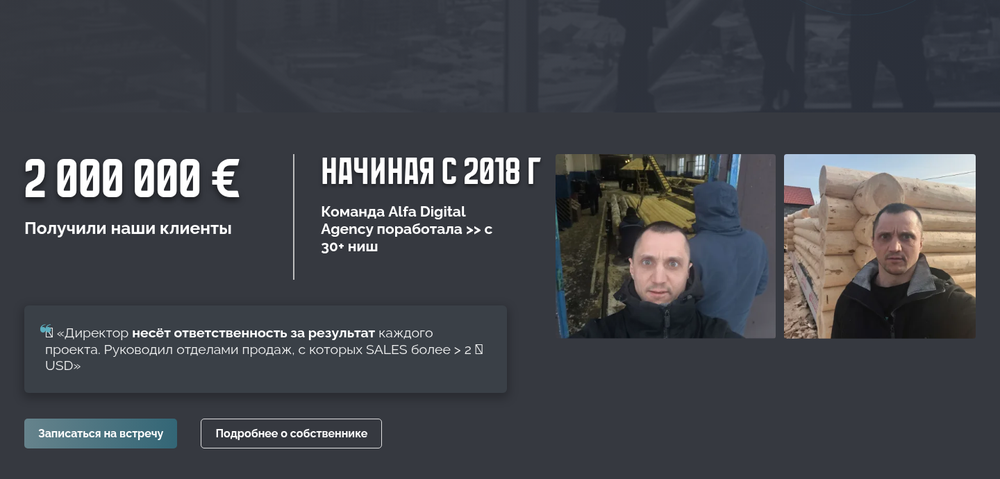 2 000 000 €
Получили наши клиенты
НАЧИНАЯ С 2018 Г
Команда Alfa Digital
Agency поработала >> с
30+ ниш
«Директор несёт ответственность за результат каждого
проекта. Руководил отделами продаж, с которых SALES более > 2
USD»
Записаться на встречу
Подробнее о собственнике